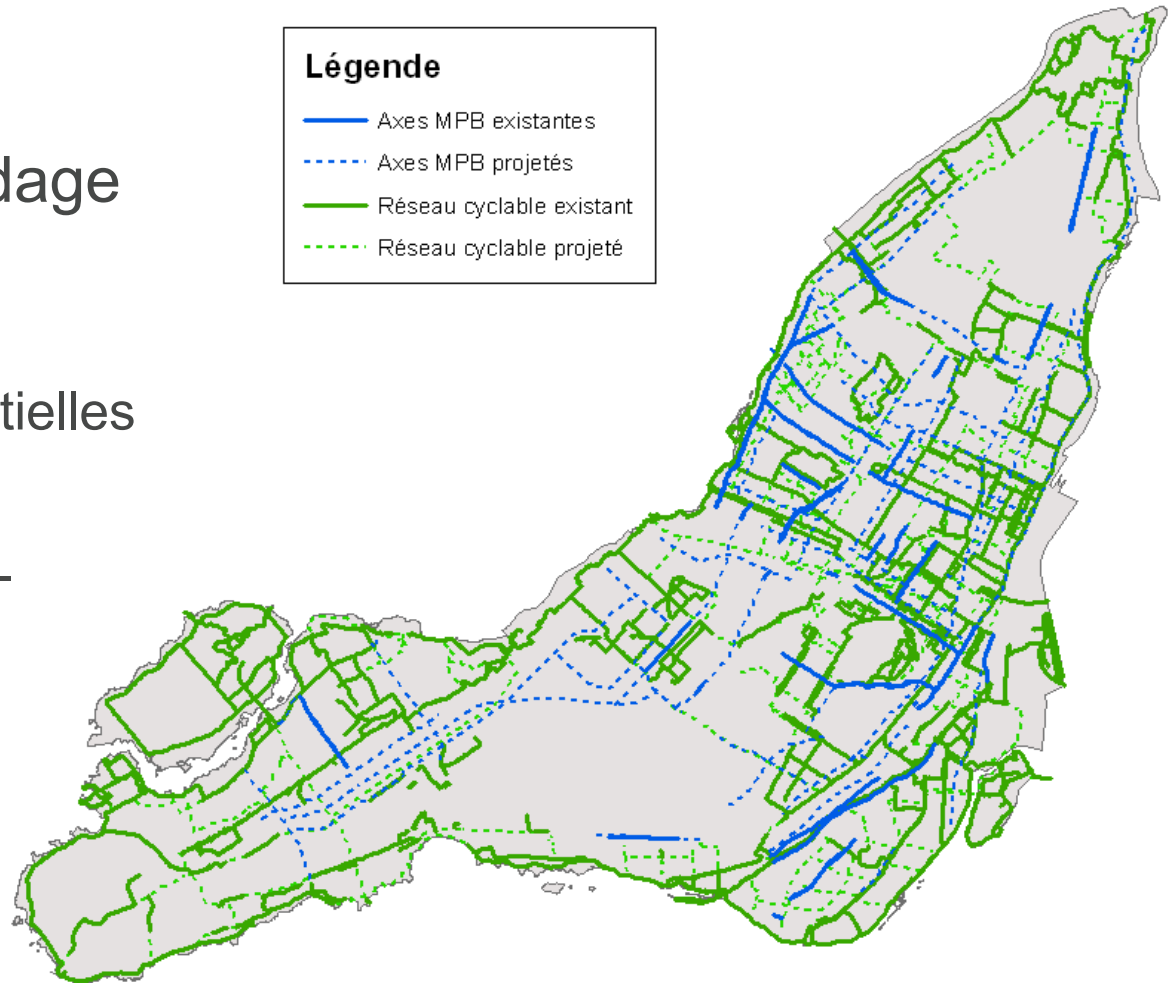 dage
tielles
-
Légende
Axes MPB existantes
Axes MPB projetés
Réseau cyclable existant
Réseau cyclable projeté